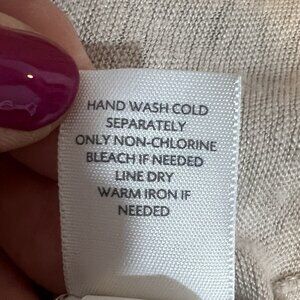 HAND WASH COLD
SEPARATELY
ONLY NON-CHLORINE
BLEACH IF NEEDED
LINE DRY
WARM IRON IF
NEEDED